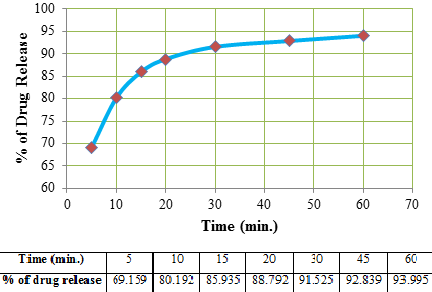 100
95
90
85
80
75
70
65
60
% of Drug Release
0 10 20 30 40 50 60 70
Time (min.)
Time (min.) 5 10 15 20 30 45 60
% of drug release 69.159 80.192 85.935 88.792 91.525 92.839 93.995